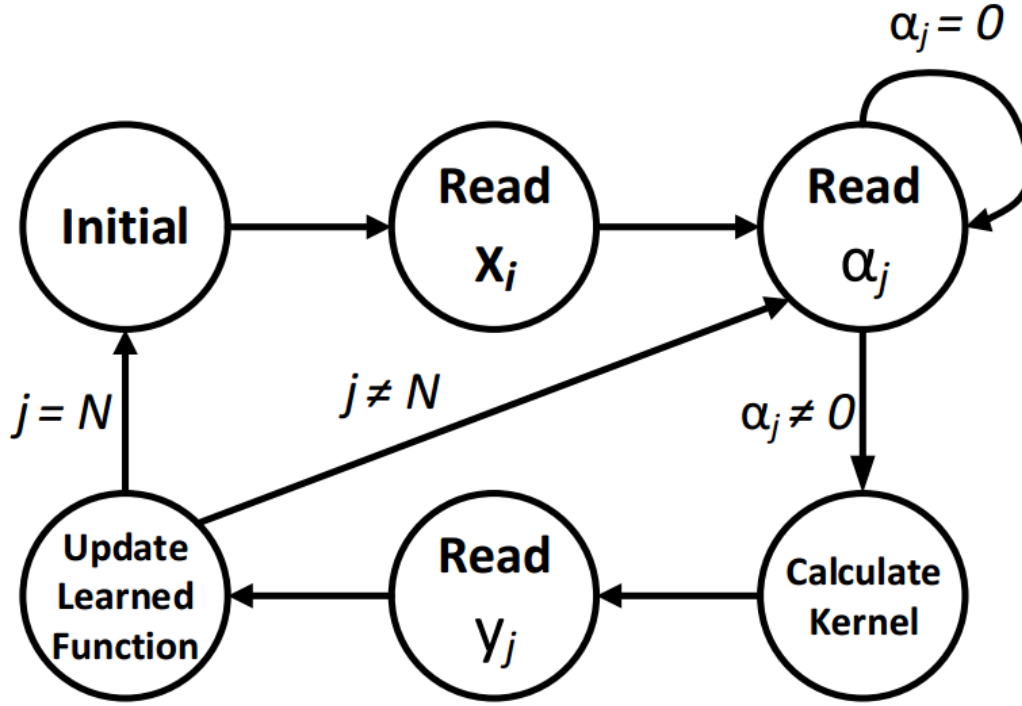 αj = 0
Initial
Read
Xi
Read
αj
j = N
j ≠ N
αj ≠ 0
Update
Learned
Function
Read
yj
Calculate
Kernel